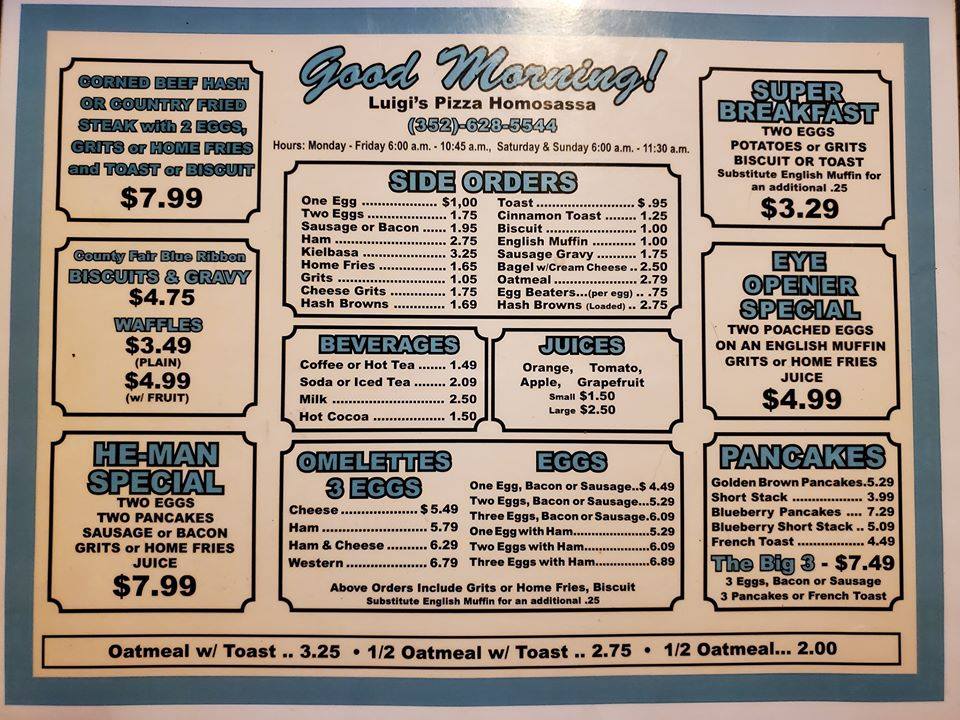 Good Morning!
Luigi's Pizza Homosassa
(352)-628-5544
Hours: Monday - Friday 6:00 a.m. - 10:45 a.m., Saturday & Sunday 6:00 a.m. - 11:30 a.m.
CORNED BEEF HASH
OR COUNTRY FRIED
STEAK with 2 EGGS,
GRITS or HOME FRIES
and TOAST or BISCUIT
$7.99
County Fair Blue Ribbon
BISCUITS & GRAVY
$4.75
WAFFLES
$3.49
(PLAIN)
$4.99
(w/ FRUIT)
HE-MAN
SPECIAL
TWO EGGS
TWO PANCAKES
SAUSAGE or BACON
GRITS or HOME FRIES
JUICE
$7.99
SIDE ORDERS
One Egg .................. $1,00
Two Eggs .................. 1.75
Sausage or Bacon ...... 1.95
Ham .......................... 2.75
Kielbasa .................... 3.25
Home Fries ................ 1.65
Grits .......................... 1.05
Cheese Grits .............. 1.75
Hash Browns ............. 1.69
Toast ...................... $ .95
Cinnamon Toast ........ 1.25
Biscuit ..................... 1.00
English Muffin .......... 1.00
Sausage Gravy .......... 1.75
Bagel w/Cream Cheese .. 2.50
Oatmeal ................... 2.79
Egg Beaters...(per egg) .. .75
Hash Browns (Loaded) .. 2.75
BEVERAGES
Coffee or Hot Tea ....... 1.49
Soda or Iced Tea ........ 2.09
Milk ........................... 2.50
Hot Cocoa .................. 1.50
JUICES
Orange, Tomato,
Apple, Grapefruit
Small $1.50
Large $2.50
OMELETTES
3 EGGS
Cheese .................. $5.49
Ham ........................ 5.79
Ham & Cheese .......... 6.29
Western .................. 6.79
EGGS
One Egg, Bacon or Sausage..$ 4.49
Two Eggs, Bacon or Sausage...5.29
Three Eggs, Bacon or Sausage.6.09
One Egg with Ham....................5.29
Two Eggs with Ham.................6.09
Three Eggs with Ham..............6.89
Above Orders Include Grits or Home Fries, Biscuit
Substitute English Muffin for an additional .25
SUPER
BREAKFAST
TWO EGGS
POTATOES or GRITS
BISCUIT OR TOAST
Substitute English Muffin for
an additional .25
$3.29
EYE
OPENER
SPECIAL
TWO POACHED EGGS
ON AN ENGLISH MUFFIN
GRITS or HOME FRIES
JUICE
$4.99
PANCAKES
Golden Brown Pancakes.5.29
Short Stack ................. 3.99
Blueberry Pancakes .... 7.29
Blueberry Short Stack .. 5.09
French Toast ................ 4.49
The Big 3 - $7.49
3 Eggs, Bacon or Sausage
3 Pancakes or French Toast
Oatmeal w/ Toast .. 3.25 • 1/2 Oatmeal w/ Toast .. 2.75 • 1/2 Oatmeal... 2.00